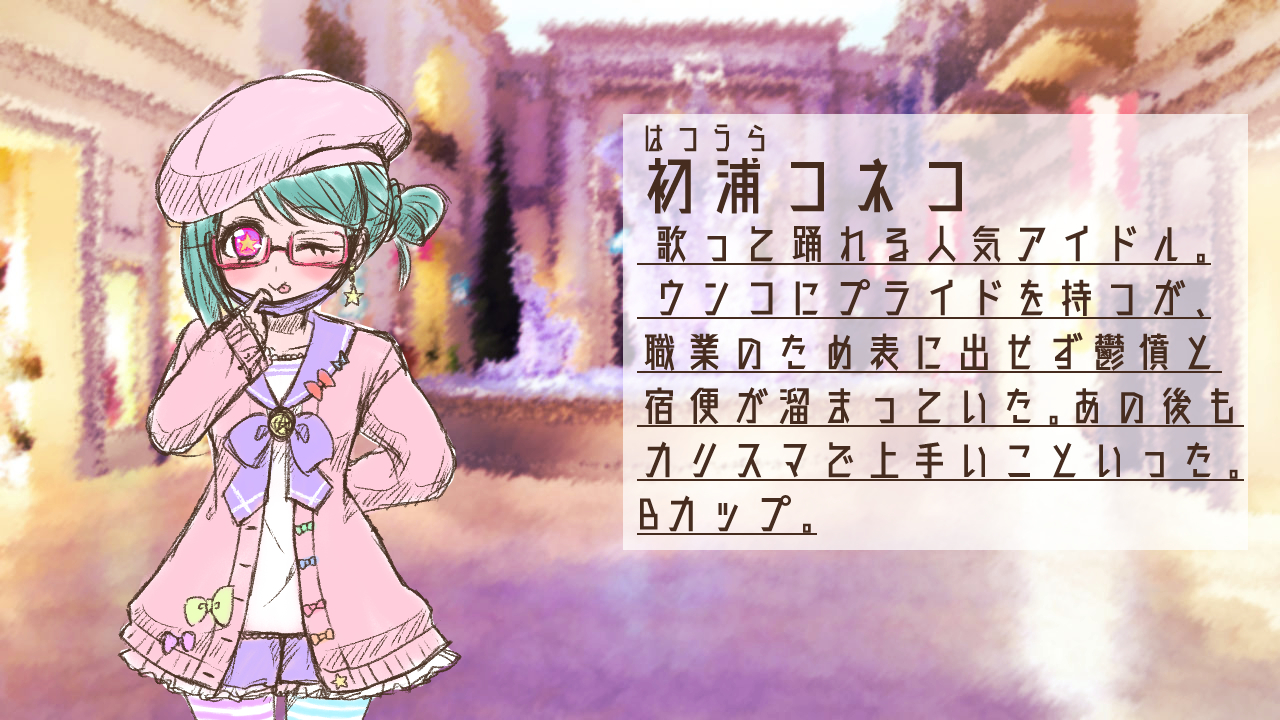 はつうら
初浦コネコ
歌って踊れる人気アイドル。
ウンコにプライドを持つが、
職業のため表に出せず鬱憤と
宿便が溜まっていた。あの後も
カリスマで上手いこといった。
Bカップ。